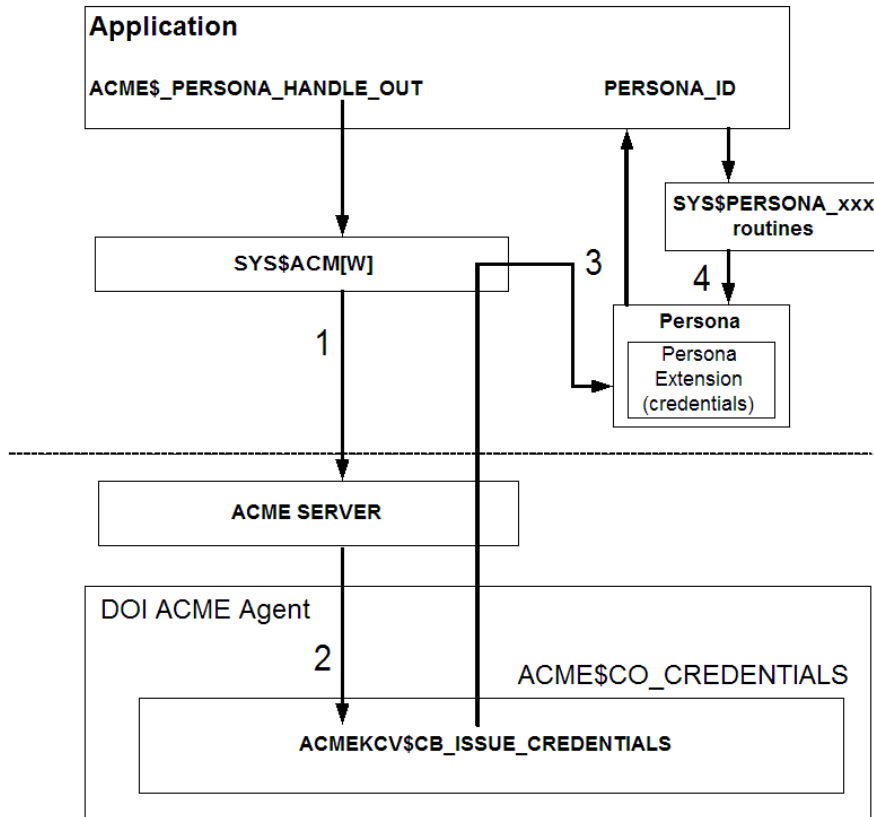 Application
ACME$_PERSONA_HANDLE_OUT
PERSONA_ID
SYS$PERSONA_xxx
routines
SYS$ACM[W]
3
4
1
Persona
Persona
Extension
(credentials)
ACME SERVER
DOI ACME Agent
2
ACME$CO_CREDENTIALS
ACMEKCV$CB_ISSUE_CREDENTIALS